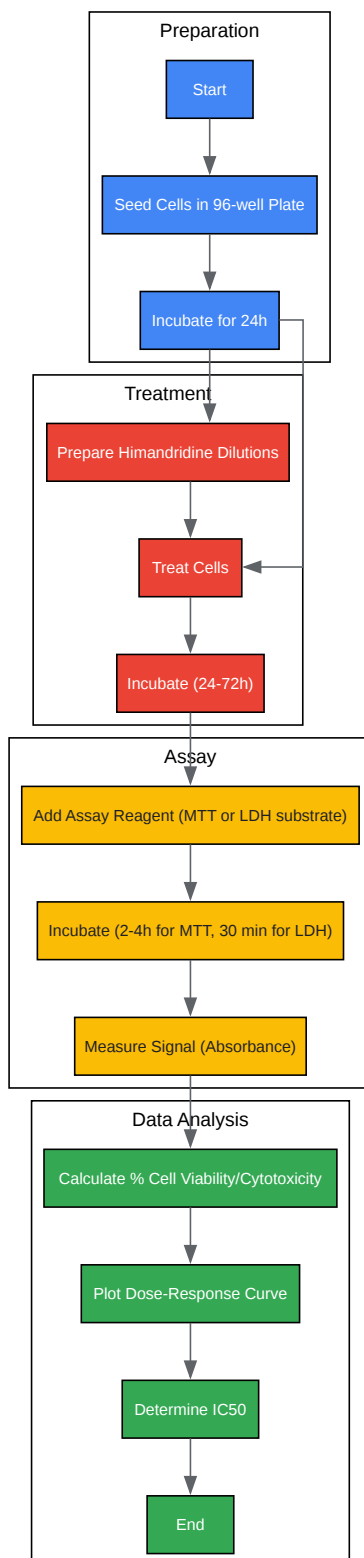 Preparation
Start
Seed Cells in 96-well Plate
Incubate for 24h
Treatment
Prepare Himandridine Dilutions
Treat Cells
Incubate (24-72h)
Assay
Add Assay Reagent (MTT or LDH substrate)
Incubate (2-4h for MTT, 30 min for LDH)
Measure Signal (Absorbance)
Data Analysis
Calculate % Cell Viability/Cytotoxicity
Plot Dose-Response Curve
Determine IC50
End